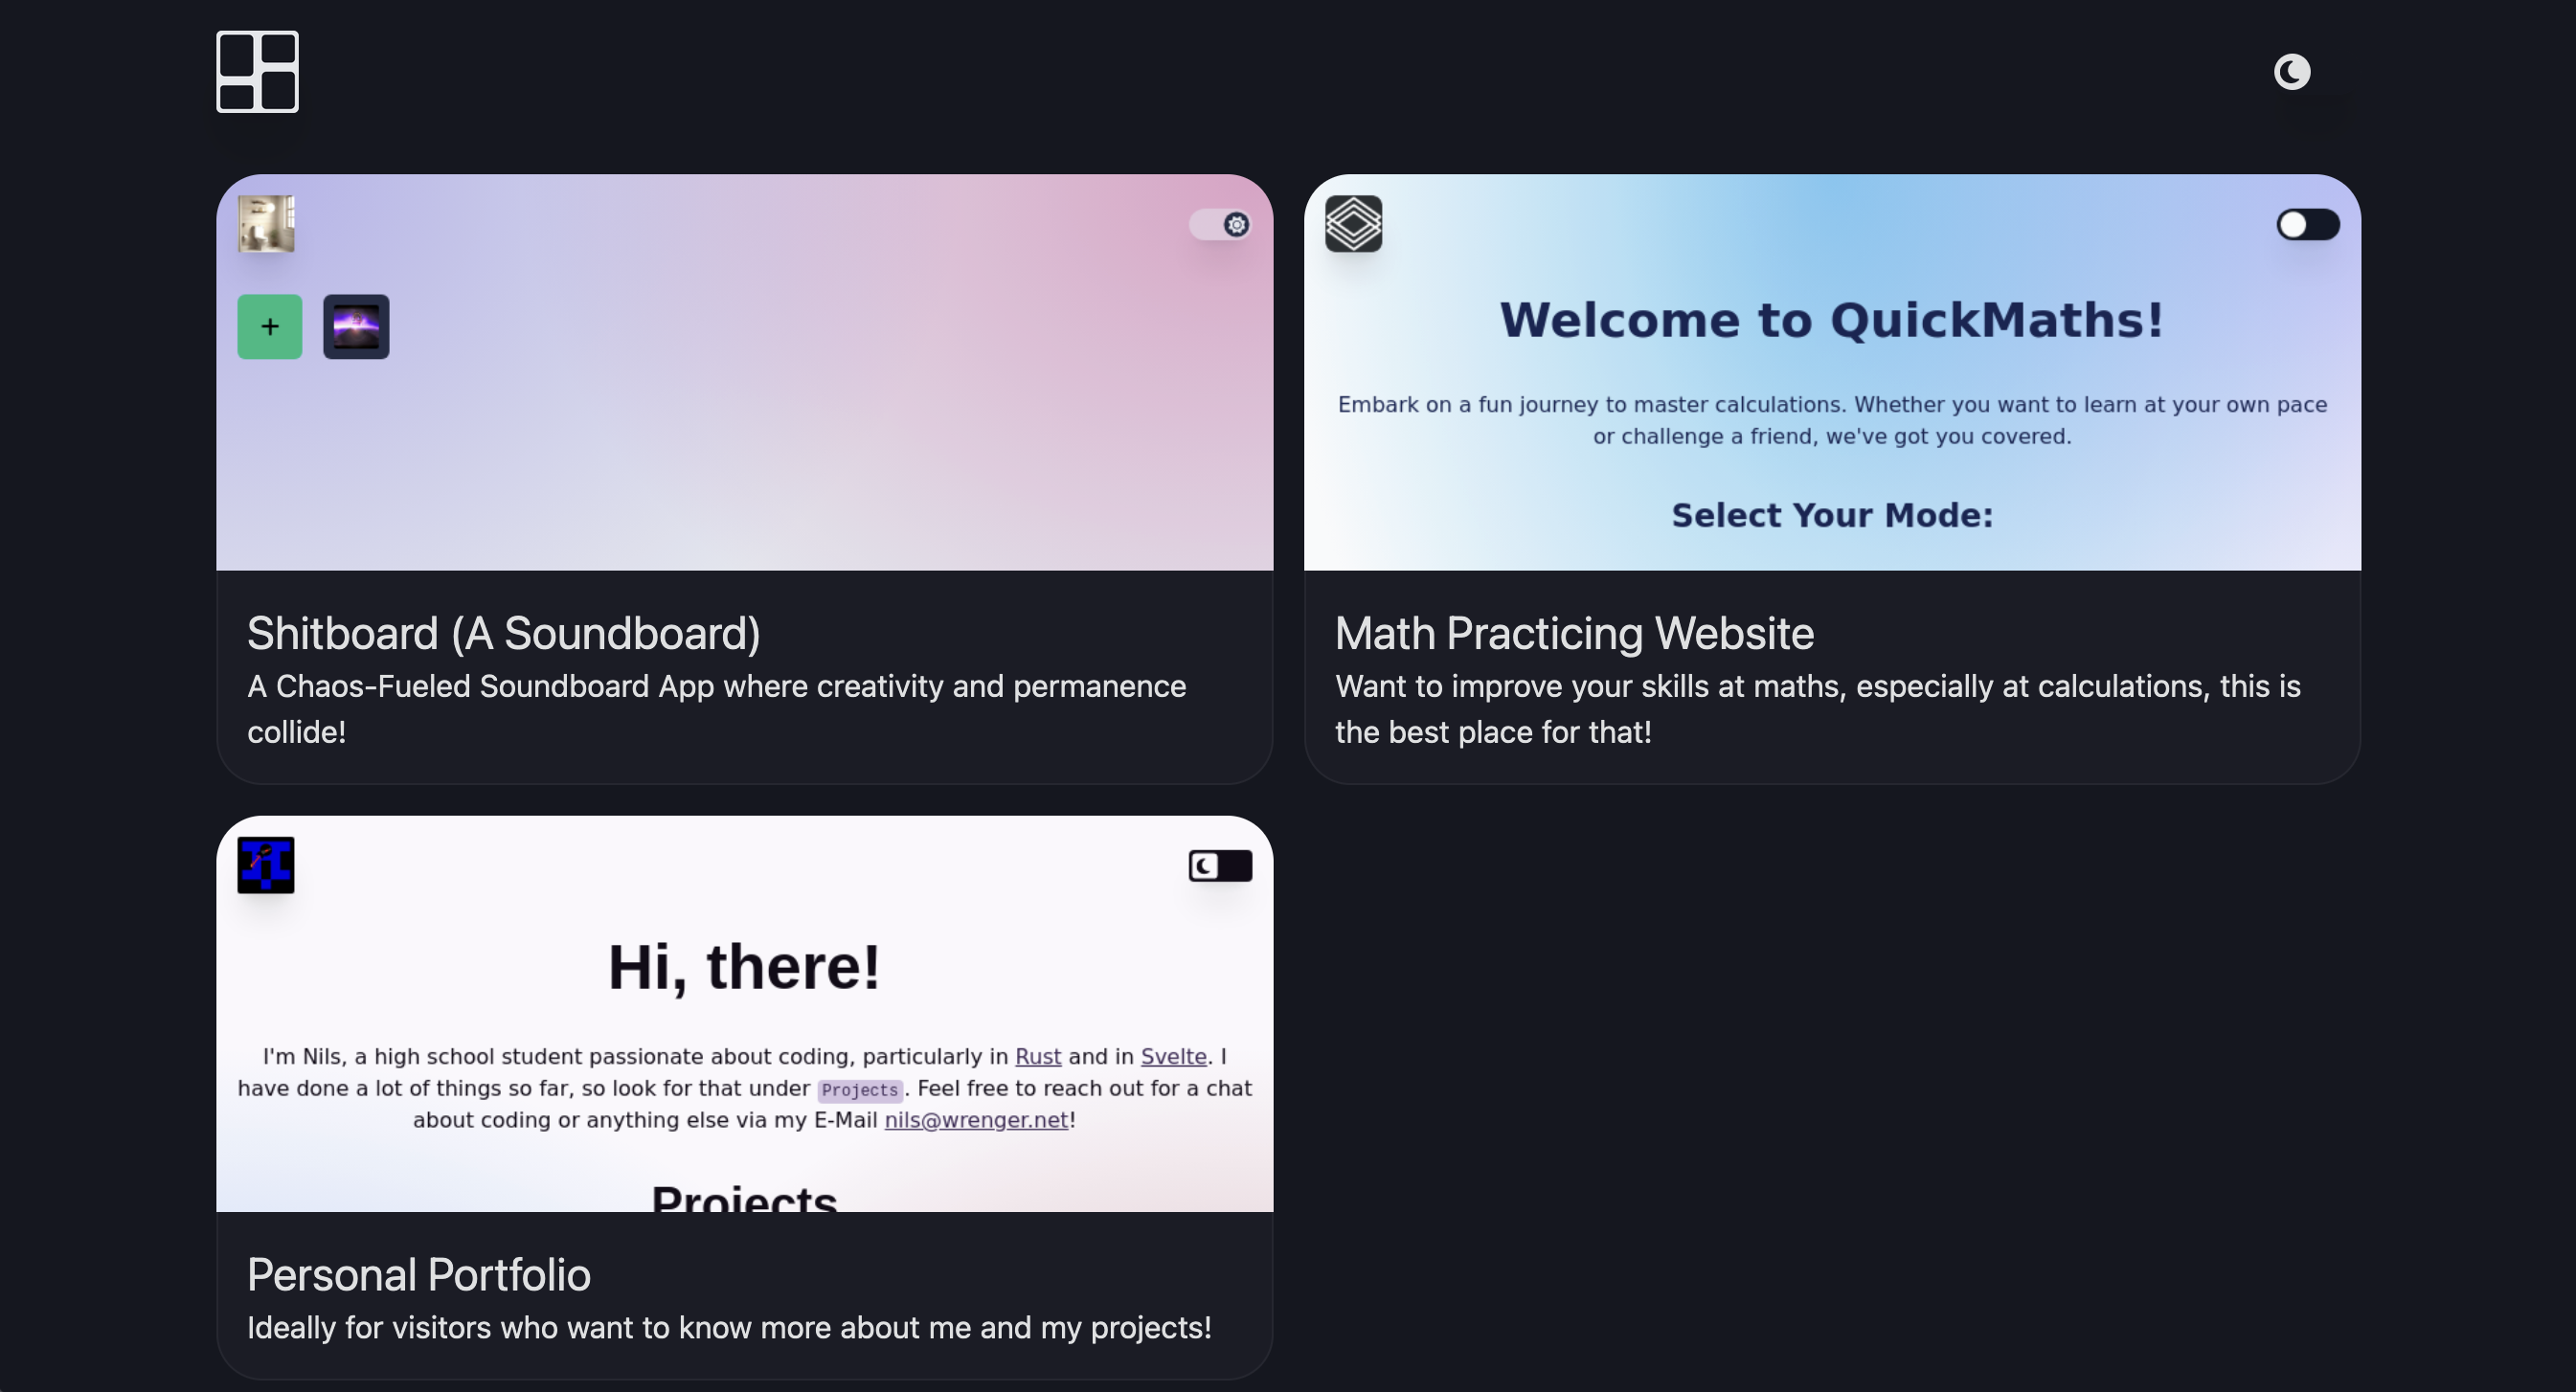 Welcome to QuickMaths!
Embark on a fun journey to master calculations. Whether you want to learn at your own pace
or challenge a friend, we've got you covered.
Select Your Mode:
Shitboard (A Soundboard)
A Chaos-Fueled Soundboard App where creativity and permanence
collide!
Math Practicing Website
Want to improve your skills at maths, especially at calculations, this is
the best place for that!
Hi, there!
I'm Nils, a high school student passionate about coding, particularly in Rust and in Svelte. I
have done a lot of things so far, so look for that under Projects. Feel free to reach out for a chat
about coding or anything else via my E-Mail nils@wrenger.net!
Projects
Personal Portfolio
Ideally for visitors who want to know more about me and my projects!